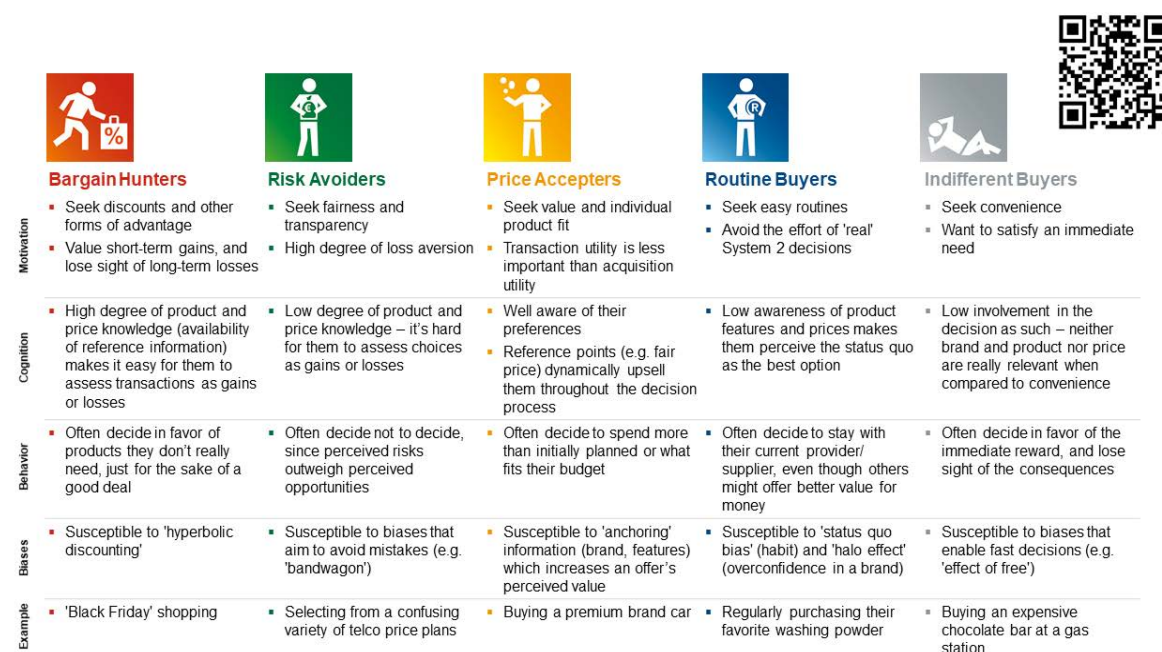 %
€
R
Bargain Hunters
Risk Avoiders
Price Accepters
Routine Buyers
Indifferent Buyers
Motivation
▪ Seek discounts and other
forms of advantage
▪ Value short-term gains, and
lose sight of long-term losses
▪ Seek fairness and
transparency
▪ High degree of loss aversion
▪ Seek value and individual
product fit
▪ Transaction utility is less
important than acquisition
utility
▪ Seek easy routines
▪ Avoid the effort of 'real'
System 2 decisions
▪ Seek convenience
▪ Want to satisfy an immediate
need
Cognition
▪ High degree of product and
price knowledge (availability
of reference information)
makes it easy for them to
assess transactions as gains
or losses
▪ Low degree of product and
price knowledge – it's hard
for them to assess choices
as gains or losses
▪ Well aware of their
preferences
▪ Reference points (e.g. fair
price) dynamically upsell
them throughout the decision
process
▪ Low awareness of product
features and prices makes
them perceive the status quo
as the best option
▪ Low involvement in the
decision as such – neither
brand and product nor price
are really relevant when
compared to convenience
Behavior
▪ Often decide in favor of
products they don't really
need, just for the sake of a
good deal
▪ Often decide not to decide,
since perceived risks
outweigh perceived
opportunities
▪ Often decide to spend more
than initially planned or what
fits their budget
▪ Often decide to stay with
their current provider/
supplier, even though others
might offer better value for
money
▪ Often decide in favor of the
immediate reward, and lose
sight of the consequences
Biases
▪ Susceptible to 'hyperbolic
discounting'
▪ Susceptible to biases that
aim to avoid mistakes (e.g.
'bandwagon')
▪ Susceptible to 'anchoring'
information (brand, features)
which increases an offer's
perceived value
▪ Susceptible to 'status quo
bias' (habit) and 'halo effect'
(overconfidence in a brand)
▪ Susceptible to biases that
enable fast decisions (e.g.
'effect of free')
Example
▪ 'Black Friday' shopping
▪ Selecting from a confusing
variety of telco price plans
▪ Buying a premium brand car
▪ Regularly purchasing their
favorite washing powder
▪ Buying an expensive
chocolate bar at a gas
station